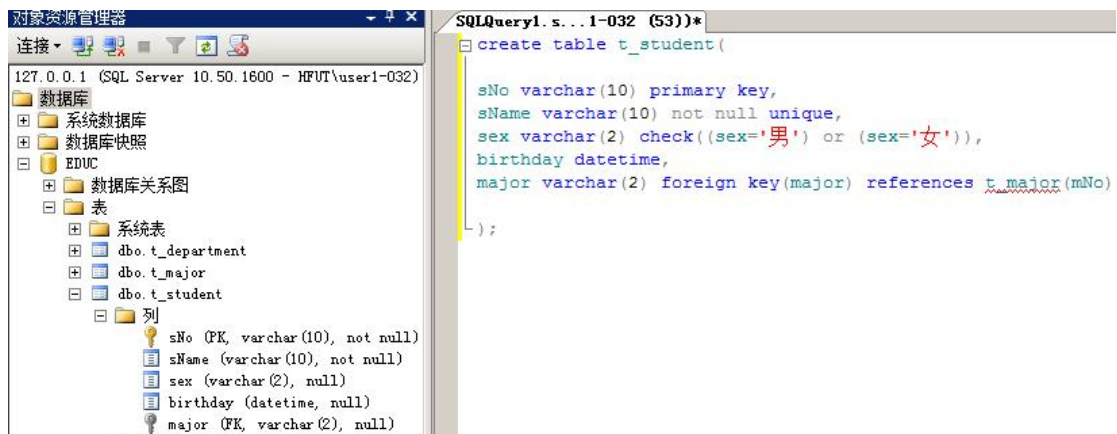 对象资源管理器
连接
127.0.0.1 (SQL Server 10.50.1600 - HFUT\user1-032)
数据库
系统数据库
数据库快照
EDUC
数据库关系图
表
系统表
dbo.t_department
dbo.t_major
dbo.t_student
列
sNo (PK, varchar(10), not null)
sName (varchar(10), not null)
sex (varchar(2), null)
birthday (datetime, null)
major (FK, varchar(2), null)
SQLQuery1.s...1-032 (53))*
create table t_student(
sNo varchar(10) primary key,
sName varchar(10) not null unique,
sex varchar(2) check((sex='男') or (sex='女')),
birthday datetime,
major varchar(2) foreign key(major) references t_major(mNo)
);